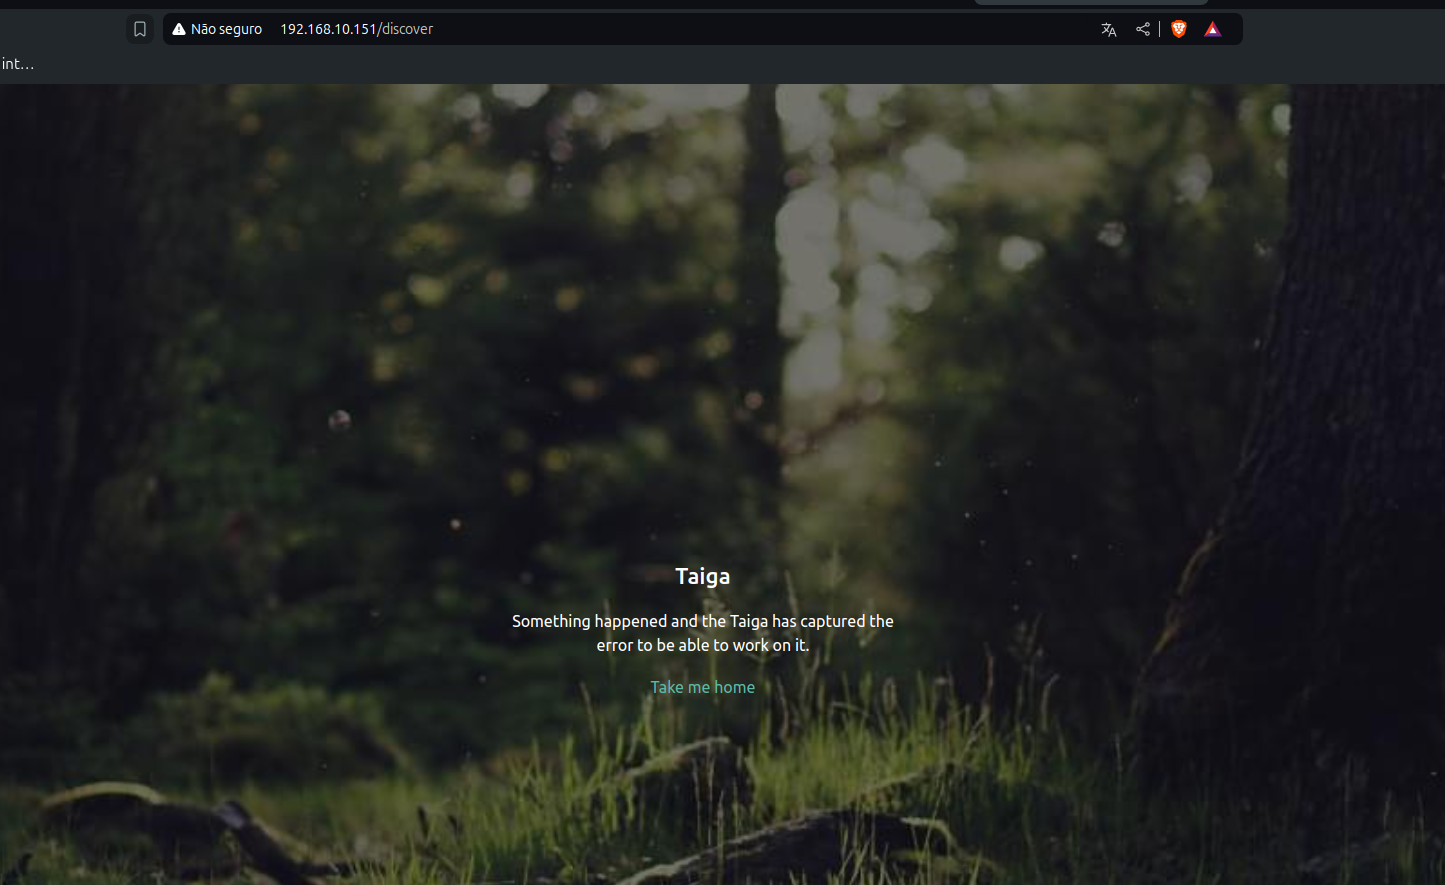 Não seguro 192.168.10.151/discover
int...
Taiga
Something happened and the Taiga has captured the
error to be able to work on it.
Take me home